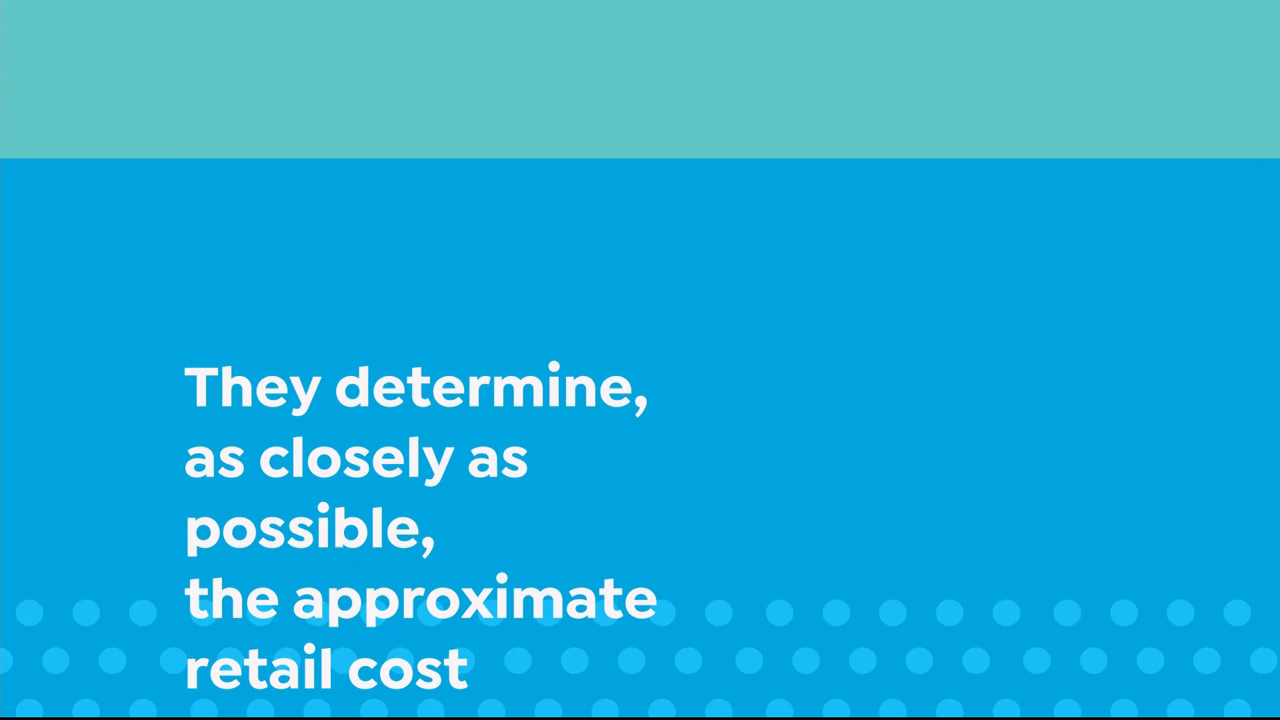 They determine,
as closely as
possible,
the approximate
retail cost